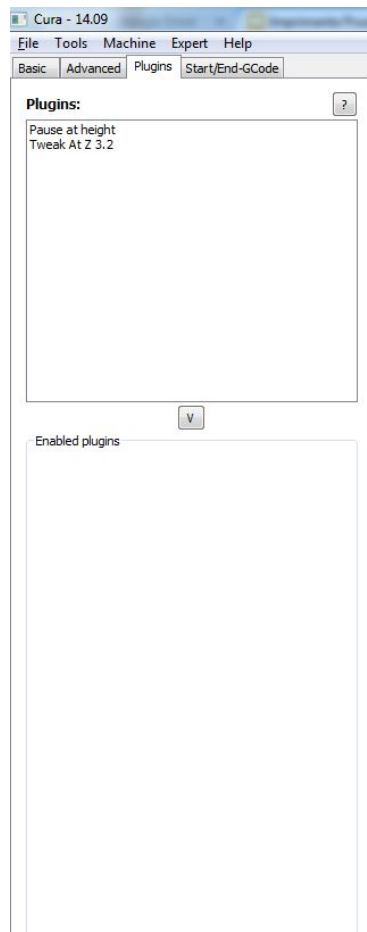 Cura - 14.09
File Tools Machine Expert Help
Basic Advanced Plugins Start/End-GCode
Plugins:
?
Pause at height
Tweak At Z 3.2
V
Enabled plugins